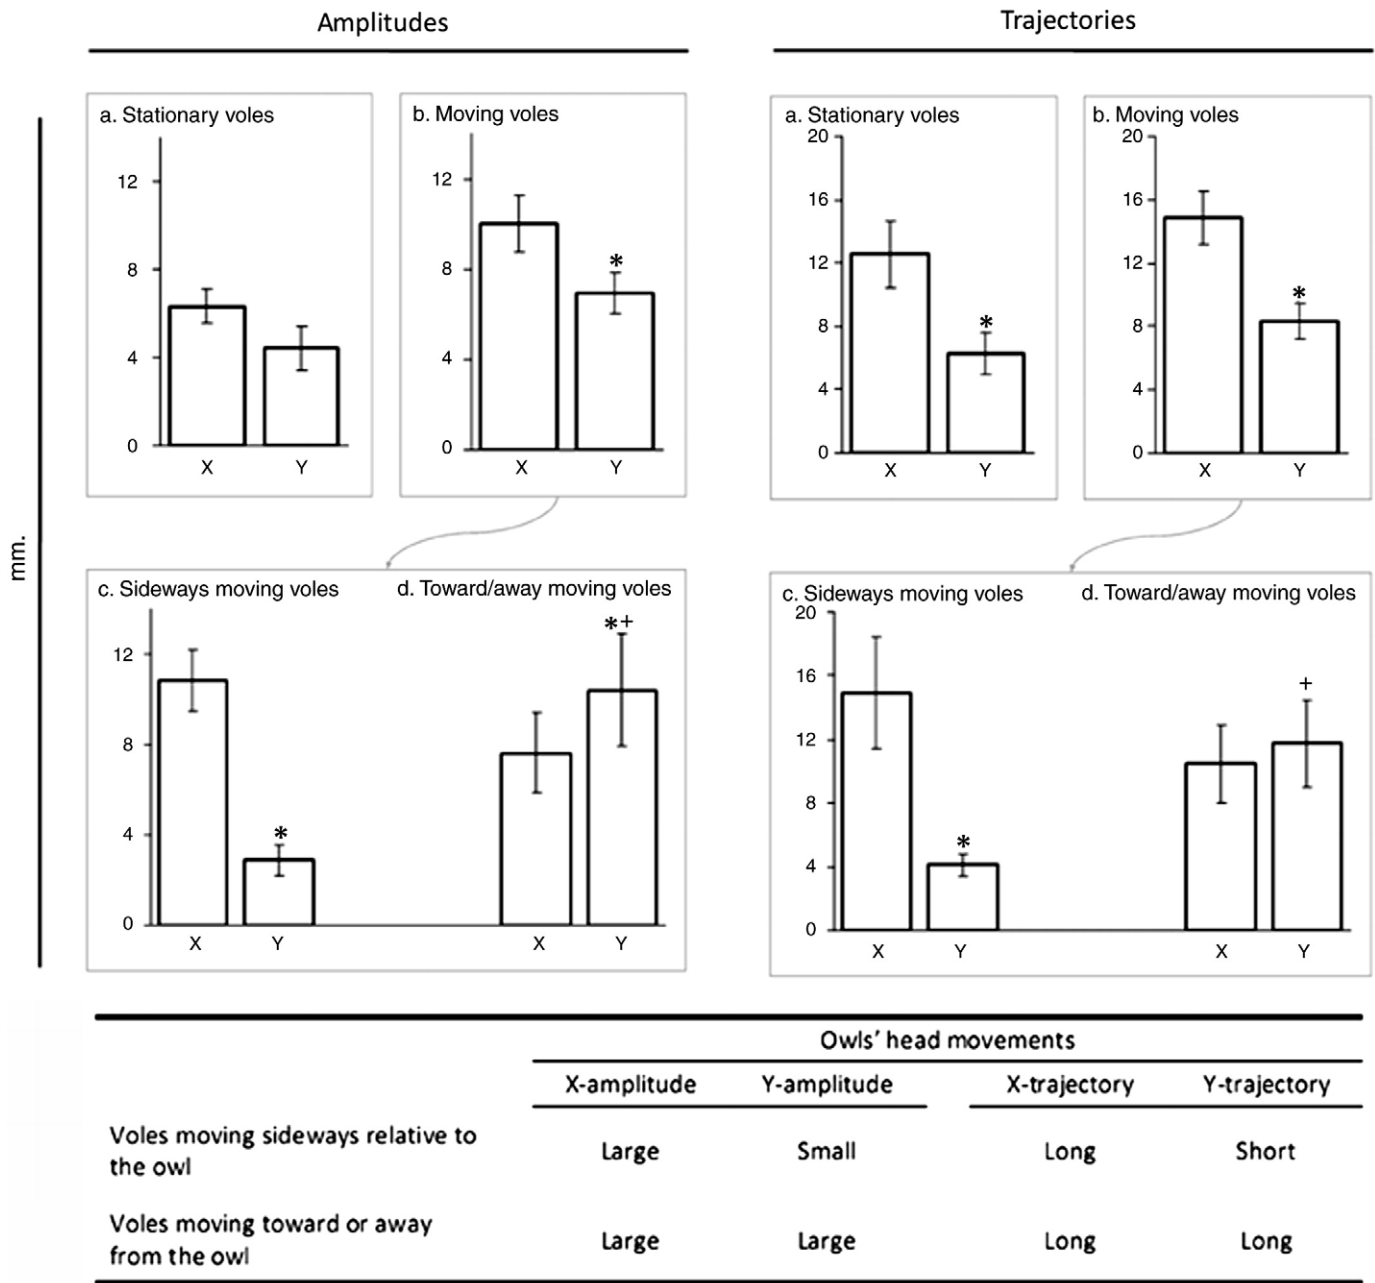 Amplitudes
Trajectories
mm.
a. Stationary voles
12
8
4
0
X Y
b. Moving voles
12
8
4
0
*
X Y
a. Stationary voles
20
16
12
8
4
0
*
X Y
b. Moving voles
20
16
12
8
4
0
*
X Y
c. Sideways moving voles d. Toward/away moving voles
12
8
4
0
*
*+
X Y X Y
c. Sideways moving voles d. Toward/away moving voles
20
16
12
8
4
0
*
+
X Y X Y
Owls' head movements
X-amplitude Y-amplitude X-trajectory Y-trajectory
Voles moving sideways relative to
the owl
Large Small Long Short
Voles moving toward or away
from the owl
Large Large Long Long